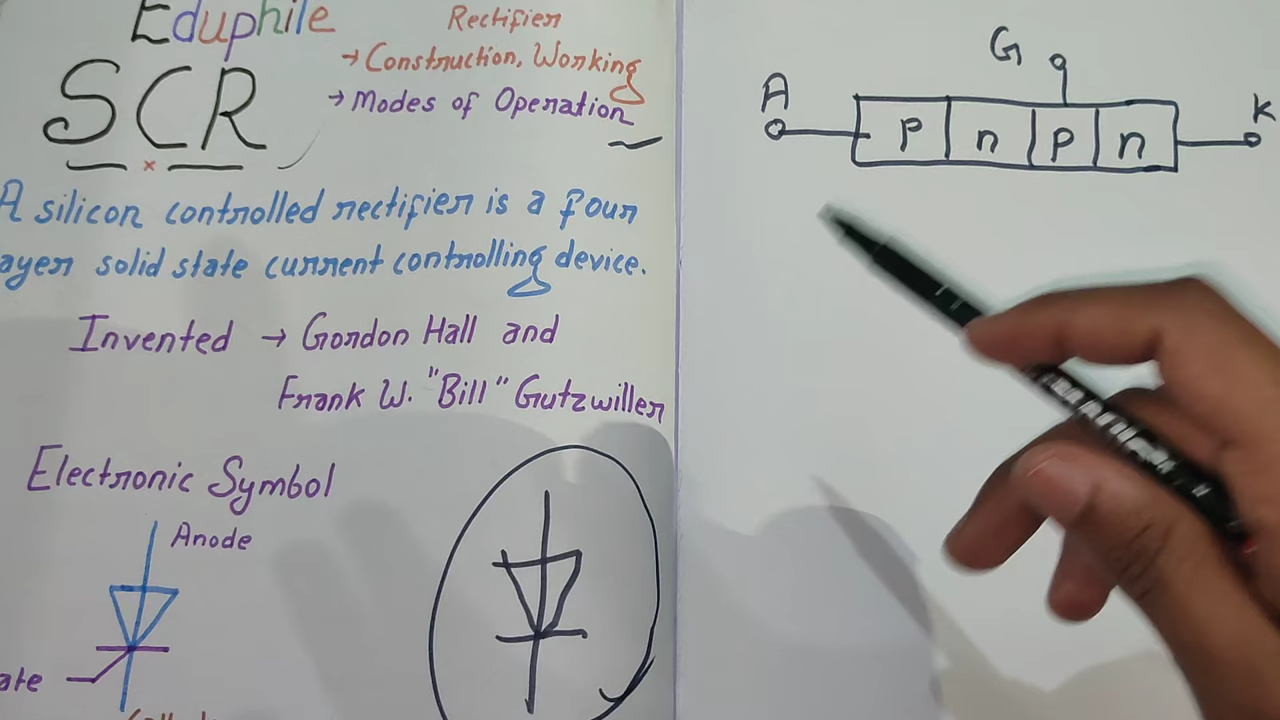 Eduphile
Rectifier
SCR
→ Construction, Working
→ Modes of Operation
A silicon controlled rectifier is a four
ayer solid state current controlling device.
Invented → Gordon Hall and
Frank W. "Bill" Gutzwiller
Electronic Symbol
Anode
ate
G
A
K
p n p n